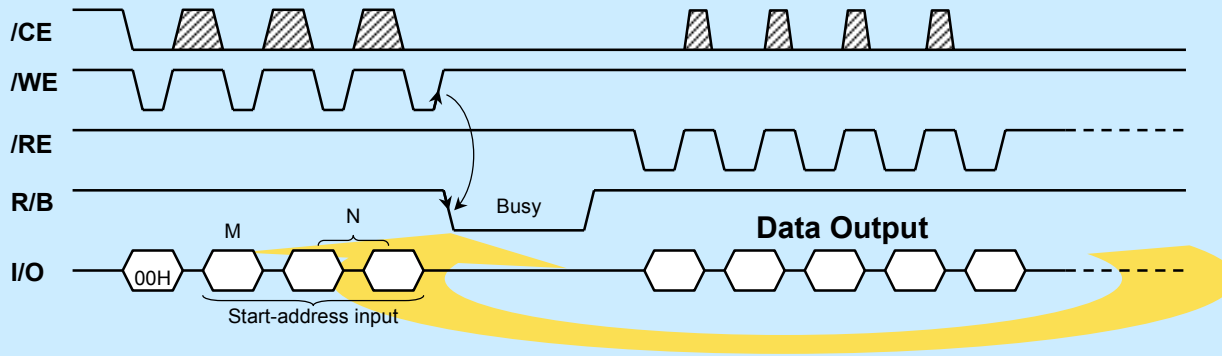 /CE
/WE
/RE
R/B
Busy
M
N
Data Output
I/O
00H
Start-address input